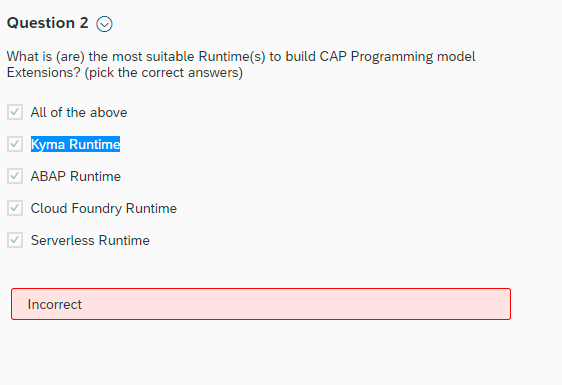 Question 2
What is (are) the most suitable Runtime(s) to build CAP Programming model
Extensions? (pick the correct answers)
All of the above
Kyma Runtime
ABAP Runtime
Cloud Foundry Runtime
Serverless Runtime
Incorrect